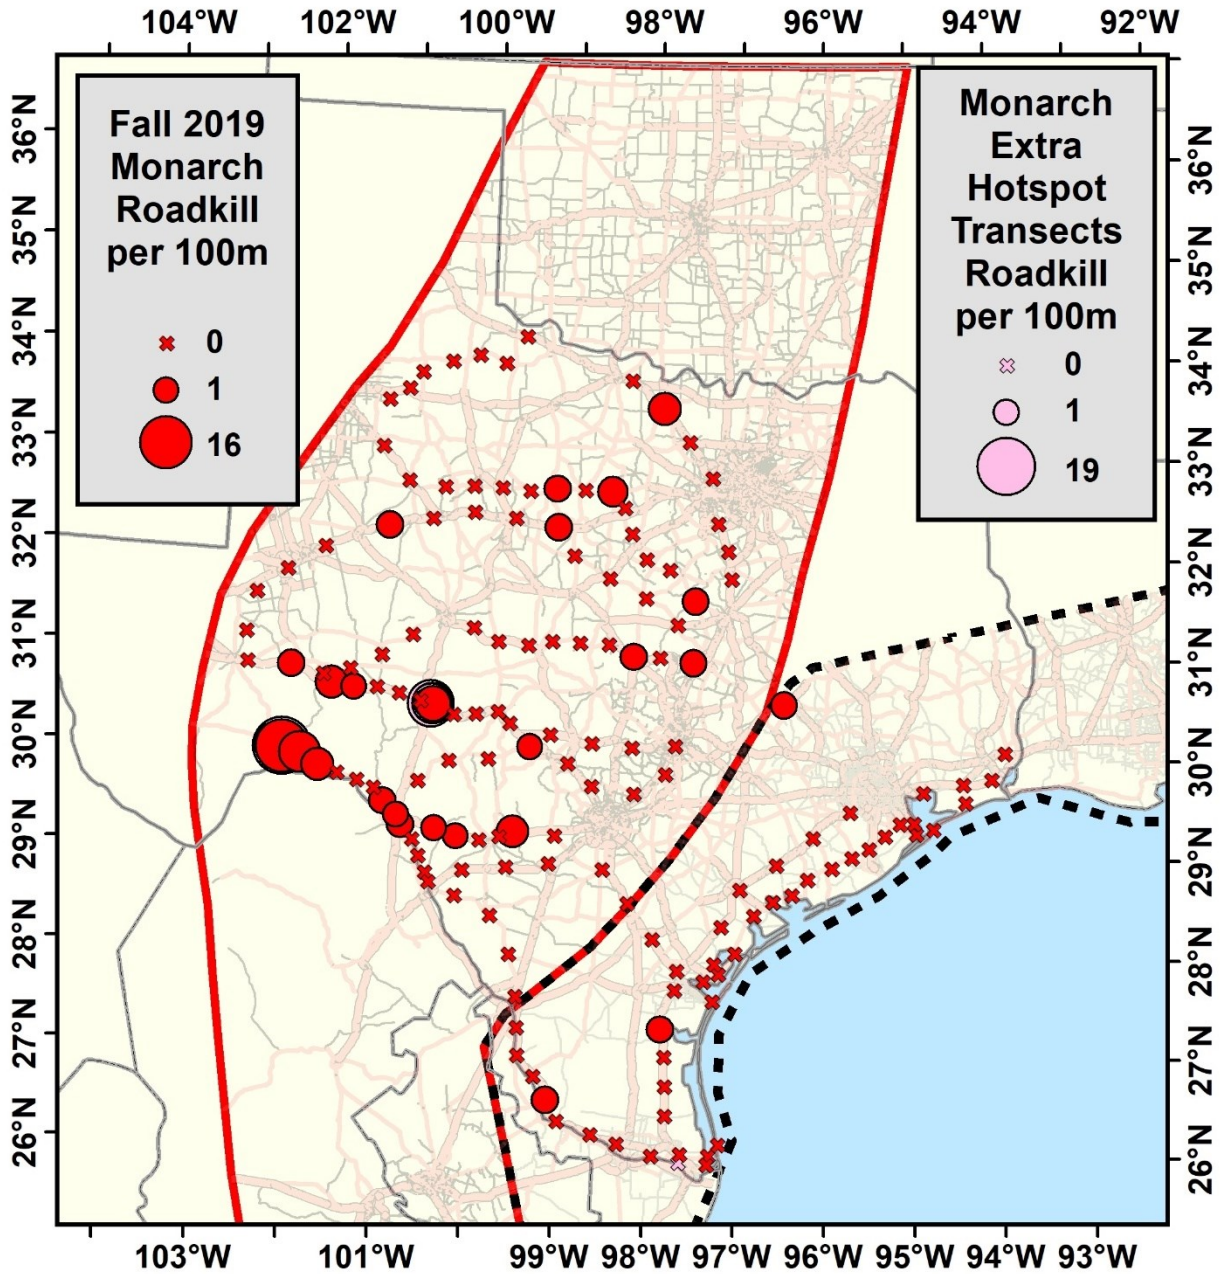 104°W 102°W 100°W 98°W 96°W 94°W 92°W
Fall 2019
Monarch
Roadkill
per 100m
0
1
16
Monarch
Extra
Hotspot
Transects
Roadkill
per 100m
0
1
19
36°N
35°N
34°N
33°N
32°N
31°N
30°N
29°N
28°N
27°N
26°N
36°N
35°N
34°N
33°N
32°N
31°N
30°N
29°N
28°N
27°N
26°N
103°W 101°W 99°W 98°W 97°W 96°W 95°W 94°W 93°W